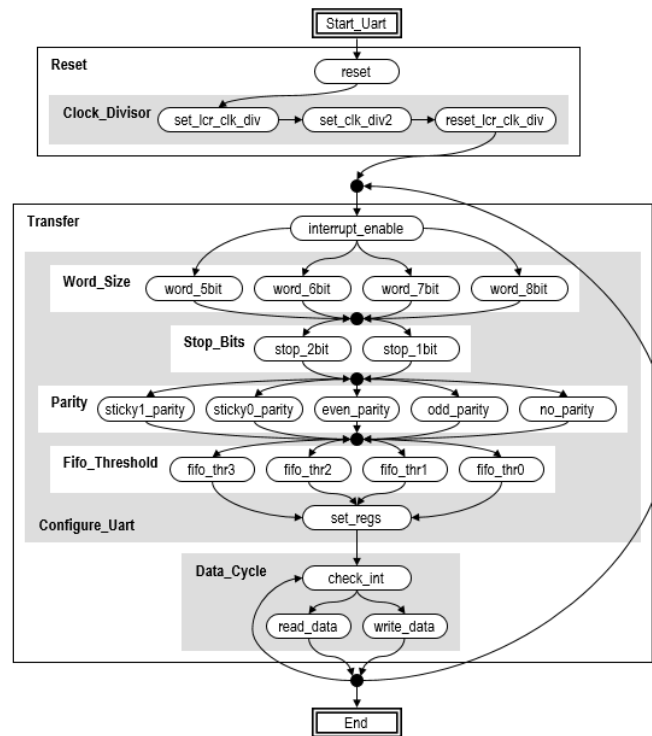 Start_Uart
Reset
reset
Clock_Divisor
set_lcr_clk_div
set_clk_div2
reset_lcr_clk_div
Transfer
interrupt_enable
Word_Size
word_5bit
word_6bit
word_7bit
word_8bit
Stop_Bits
stop_2bit
stop_1bit
Parity
sticky1_parity
sticky0_parity
even_parity
odd_parity
no_parity
Fifo_Threshold
fifo_thr3
fifo_thr2
fifo_thr1
fifo_thr0
Configure_Uart
set_regs
Data_Cycle
check_int
read_data
write_data
End